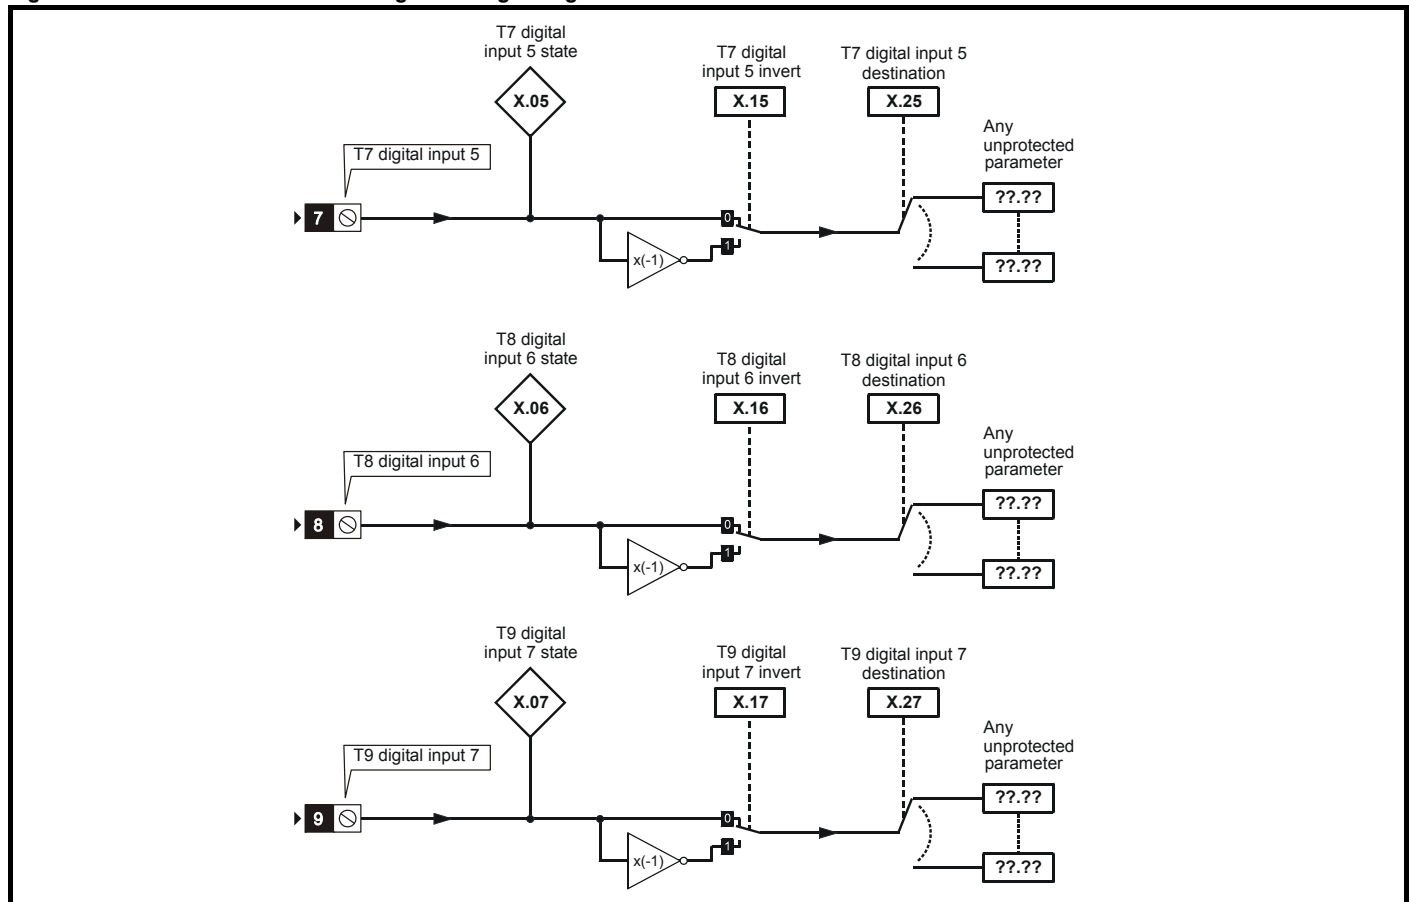 T7 digital
input 5 state
T7 digital
input 5 invert
T7 digital input 5
destination
X.05
X.15
X.25
Any
unprotected
parameter
T7 digital input 5
??.??
7
0
1
x(-1)
??.??
T8 digital
input 6 state
T8 digital
input 6 invert
T8 digital input 6
destination
X.06
X.16
X.26
Any
unprotected
parameter
T8 digital input 6
??.??
8
0
1
x(-1)
??.??
T9 digital
input 7 state
T9 digital
input 7 invert
T9 digital input 7
destination
X.07
X.17
X.27
Any
unprotected
parameter
T9 digital input 7
??.??
9
0
1
x(-1)
??.??